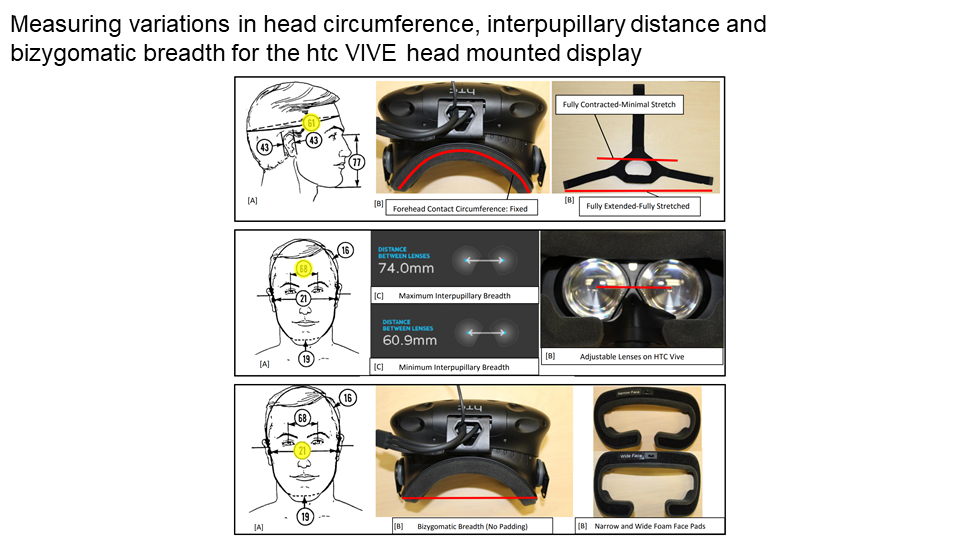 Measuring variations in head circumference, interpupillary distance and
bizygomatic breadth for the htc VIVE head mounted display
61
43
43
77
[A]
hTC
[B]
Forehead Contact Circumference: Fixed
Fully Contracted-Minimal Stretch
[B]
Fully Extended-Fully Stretched
16
68
21
19
[A]
DISTANCE
BETWEEN LENSES
74.0mm
[C] Maximum Interpupillary Breadth
DISTANCE
BETWEEN LENSES
60.9mm
[C] Minimum Interpupillary Breadth
[B] Adjustable Lenses on HTC Vive
16
68
21
19
[A]
hTC
[B] Bizygomatic Breadth (No Padding)
Narrow Face
Wide Face
[B] Narrow and Wide Foam Face Pads